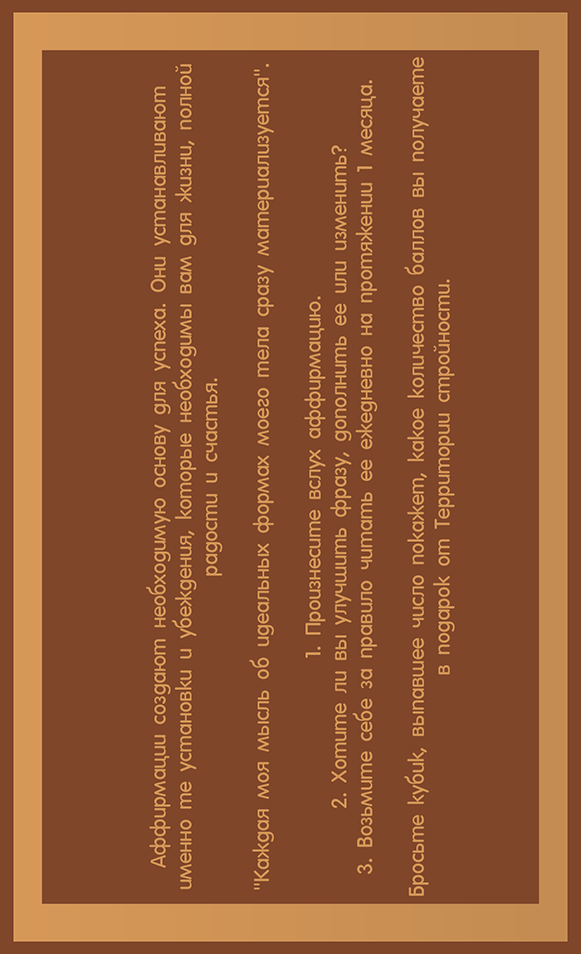 Аффирмации создают необходимую основу для успеха. Они устанавливают
именно те установки и убеждения, которые необходимы вам для жизни, полной
радости и счастья.
"Каждая моя мысль об идеальных формах моего тела сразу материализуется".
1. Произнесите вслух аффирмацию.
2. Хотите ли вы улучшить фразу, дополнить ее или изменить?
3. Возьмите себе за правило читать ее ежедневно на протяжении 1 месяца.
Бросьте кубик, выпавшее число покажет, какое количество баллов вы получаете
в подарок от Территории стройности.